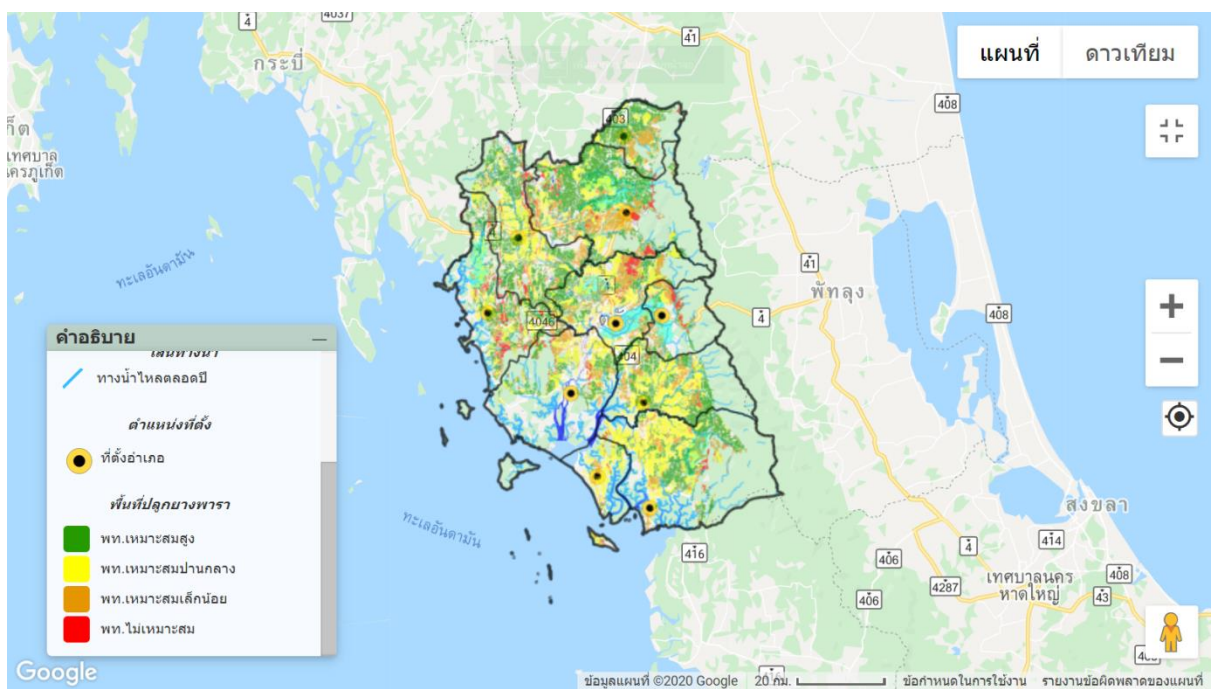 4
4037
41
กระบี่
แผนที่
ดาวเทียม
408
403
เทศบาล
ครภูเก็ต
ทะเลอันดามัน
4
41
พัทลุง
408
4
4046
404
คำอธิบาย
เส้นทางน้ำ
ทางน้ำไหลตลอดปี
ตำแหน่งที่ตั้ง
ที่ตั้งอำเภอ
พื้นที่ปลูกยางพารา
พท.เหมาะสมสูง
พท.เหมาะสมปานกลาง
พท.เหมาะสมเล็กน้อย
พท.ไม่เหมาะสม
ทะเลอันดามัน
สงขลา
416
406
4
414
4287
เทศบาลนคร
หาดใหญ่
408
43
406
Google
ข้อมูลแผนที่ ©2020 Google
20 กม.
ข้อกำหนดในการใช้งาน
รายงานข้อผิดพลาดของแผนที่